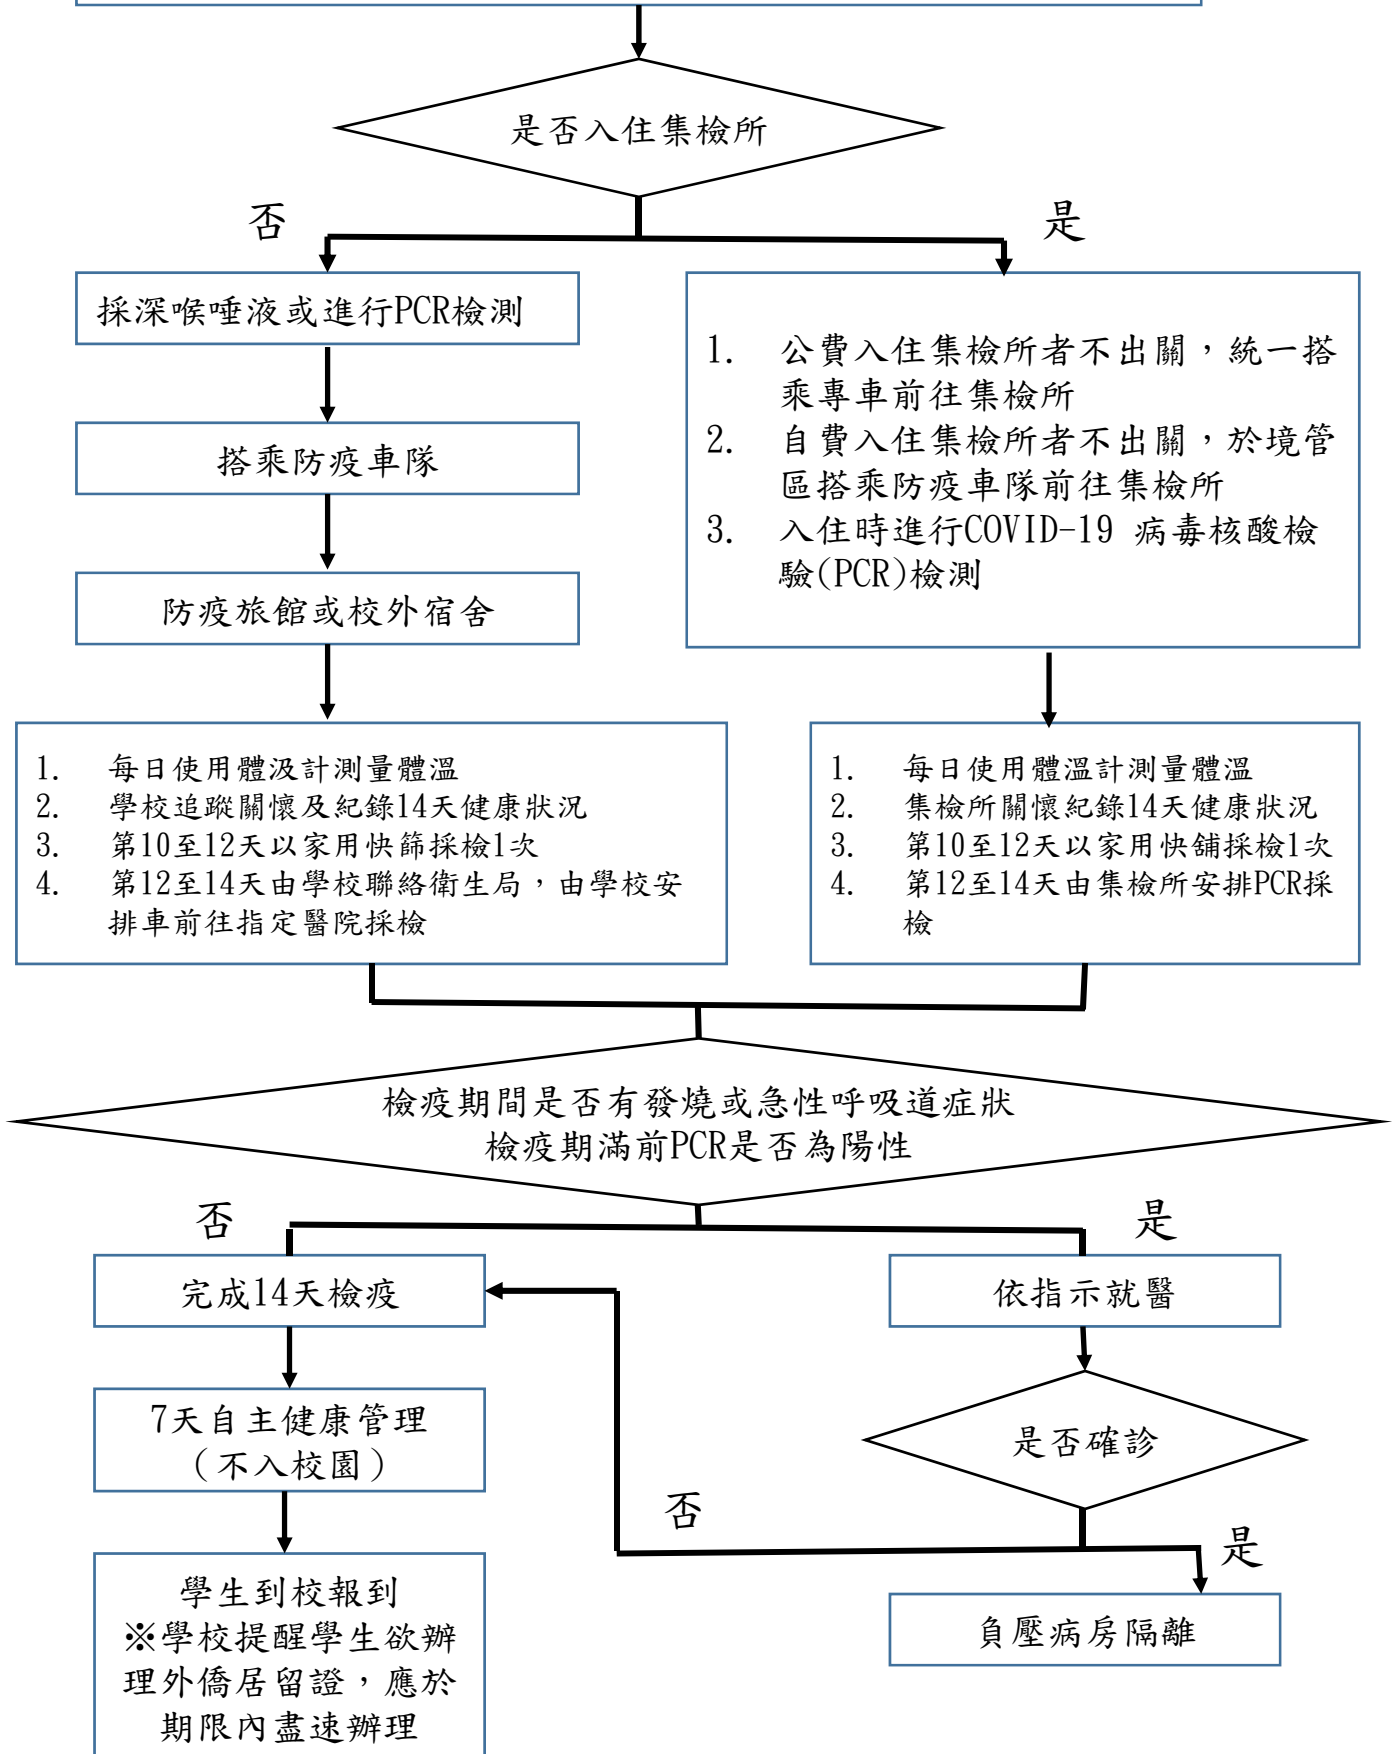 是否入住集檢所
否
是
採深喉唾液或進行PCR檢測
搭乘防疫車隊
防疫旅館或校外宿舍
1. 公費入住集檢所者不出關，統一搭
乘專車前往集檢所
2. 自費入住集檢所者不出關，於境管
區搭乘防疫車隊前往集檢所
3. 入住時進行COVID-19 病毒核酸檢
驗(PCR)檢測
1. 每日使用體汲計測量體溫
2. 學校追蹤關懷及紀錄14天健康狀況
3. 第10至12天以家用快篩採檢1次
4. 第12至14天由學校聯絡衛生局，由學校安
排車前往指定醫院採檢
1. 每日使用體溫計測量體溫
2. 集檢所關懷紀錄14天健康狀況
3. 第10至12天以家用快舖採檢1次
4. 第12至14天由集檢所安排PCR採
檢
檢疫期間是否有發燒或急性呼吸道症狀
檢疫期滿前PCR是否為陽性
否
是
完成14天檢疫
7天自主健康管理
（不入校園）
學生到校報到
※學校提醒學生欲辦
理外僑居留證，應於
期限內盡速辦理
依指示就醫
是否確診
否
是
負壓病房隔離